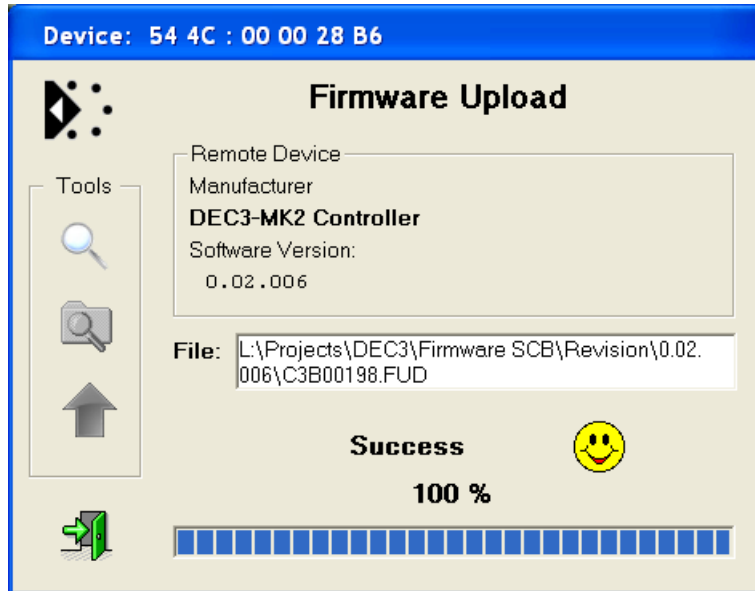 Device: 54 4C : 00 00 28 B6
Firmware Upload
Remote Device
Tools
Manufacturer
DEC3-MK2 Controller
Software Version:
0.02.006
File: L:\Projects\DEC3\Firmware SCB\Revision\0.02.
006\C3B00198.FUD
Success
100 %